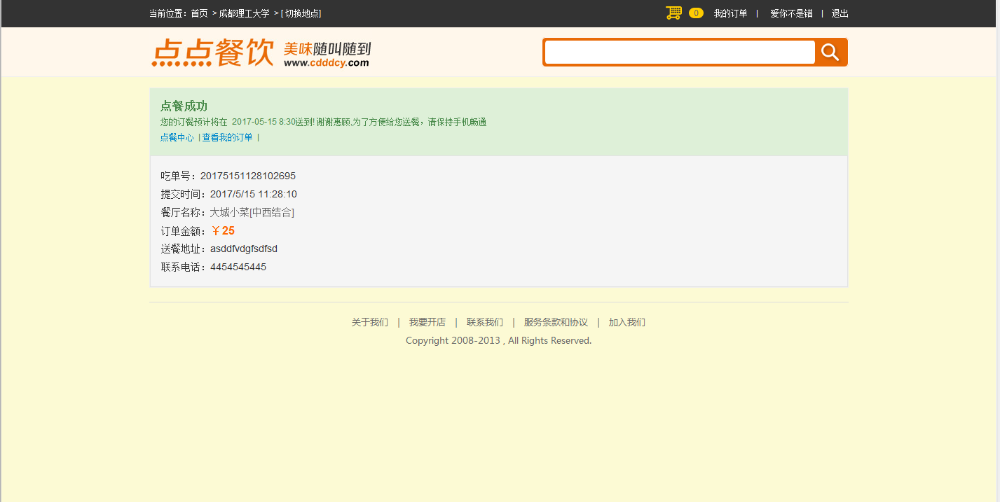 当前位置：首页 > 成都理工大学 > [ 切换地点]
0 我的订单 | 爱你不是错 | 退出
点点餐饮 美味随叫随到
www.cdddcy.com
点餐成功
您的订餐预计将在 2017-05-15 8:30送到! 谢谢惠顾,为了方便给您送餐，请保持手机畅通
点餐中心 | 查看我的订单 |
吃单号：20175151128102695
提交时间：2017/5/15 11:28:10
餐厅名称：大城小菜[中西结合]
订单金额：￥25
送餐地址：asddfvdgfsdfsd
联系电话：4454545445
关于我们 | 我要开店 | 联系我们 | 服务条款和协议 | 加入我们
Copyright 2008-2013 , All Rights Reserved.